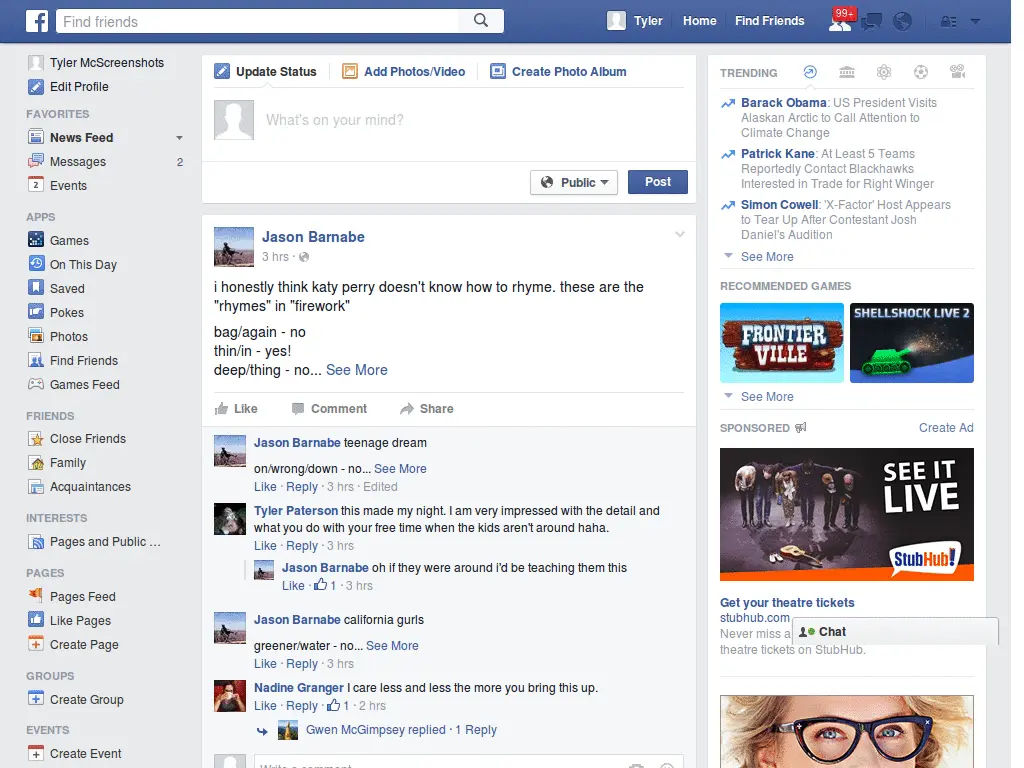 f
Find friends
Tyler
Home
Find Friends
99+
Tyler McScreenshots
Edit Profile
FAVORITES
News Feed
Messages 2
2 Events
APPS
Games
On This Day
Saved
Pokes
Photos
Find Friends
Games Feed
FRIENDS
Close Friends
Family
Acquaintances
INTERESTS
Pages and Public ...
PAGES
Pages Feed
Like Pages
Create Page
GROUPS
Create Group
EVENTS
Create Event
Update Status
Add Photos/Video
Create Photo Album
What's on your mind?
Public
Post
Jason Barnabe
3 hrs ·
i honestly think katy perry doesn't know how to rhyme. these are the
"rhymes" in "firework"
bag/again - no
thin/in - yes!
deep/thing - no... See More
Like
Comment
Share
Jason Barnabe teenage dream
on/wrong/down - no... See More
Like · Reply · 3 hrs · Edited
Tyler Paterson this made my night. I am very impressed with the detail and
what you do with your free time when the kids aren't around haha.
Like · Reply · 3 hrs
Jason Barnabe oh if they were around i'd be teaching them this
Like · 1 · 3 hrs
Jason Barnabe california gurls
greener/water - no... See More
Like · Reply · 3 hrs
Nadine Granger I care less and less the more you bring this up.
Like · Reply · 1 · 2 hrs
Gwen McGimpsey replied · 1 Reply
Write a comment...
TRENDING
Barack Obama: US President Visits
Alaskan Arctic to Call Attention to
Climate Change
Patrick Kane: At Least 5 Teams
Reportedly Contact Blackhawks
Interested in Trade for Right Winger
Simon Cowell: 'X-Factor' Host Appears
to Tear Up After Contestant Josh
Daniel's Audition
See More
RECOMMENDED GAMES
FRONTIER
VILLE
SHELLSHOCK LIVE 2
See More
SPONSORED
Create Ad
SEE IT
LIVE
StubHub!
Get your theatre tickets
stubhub.com
Never miss a
theatre tickets on StubHub.
Chat